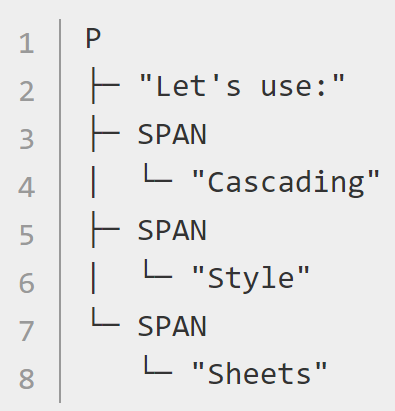 1 P
2 ├─ "Let's use:"
3 ├─ SPAN
4 |  └─ "Cascading"
5 ├─ SPAN
6 |  └─ "Style"
7 └─ SPAN
8    └─ "Sheets"